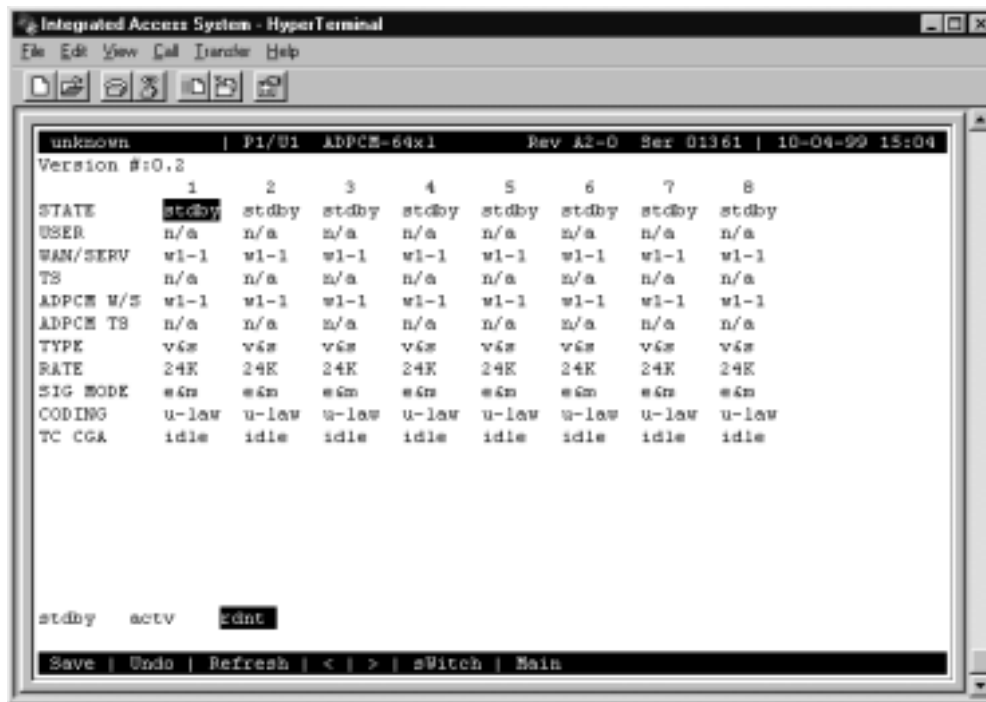 Integrated Access System - HyperTerminal
File Edit View Call Transfer Help
unknown | P1/U1 ADPCM-64x1 Rev A2-0 Ser 01361 | 10-04-99 15:04
Version #:0.2
1 2 3 4 5 6 7 8
STATE stdby stdby stdby stdby stdby stdby stdby stdby
USER n/a n/a n/a n/a n/a n/a n/a n/a
WAN/SERV w1-1 w1-1 w1-1 w1-1 w1-1 w1-1 w1-1 w1-1
TS n/a n/a n/a n/a n/a n/a n/a n/a
ADPCM W/S w1-1 w1-1 w1-1 w1-1 w1-1 w1-1 w1-1 w1-1
ADPCM TS n/a n/a n/a n/a n/a n/a n/a n/a
TYPE v&s v&s v&s v&s v&s v&s v&s v&s
RATE 24K 24K 24K 24K 24K 24K 24K 24K
SIG MODE e&m e&m e&m e&m e&m e&m e&m e&m
CODING u-law u-law u-law u-law u-law u-law u-law u-law
TC CGA idle idle idle idle idle idle idle idle
stdby actv rdnt
Save | Undo | Refresh | < | > | sWitch | Main